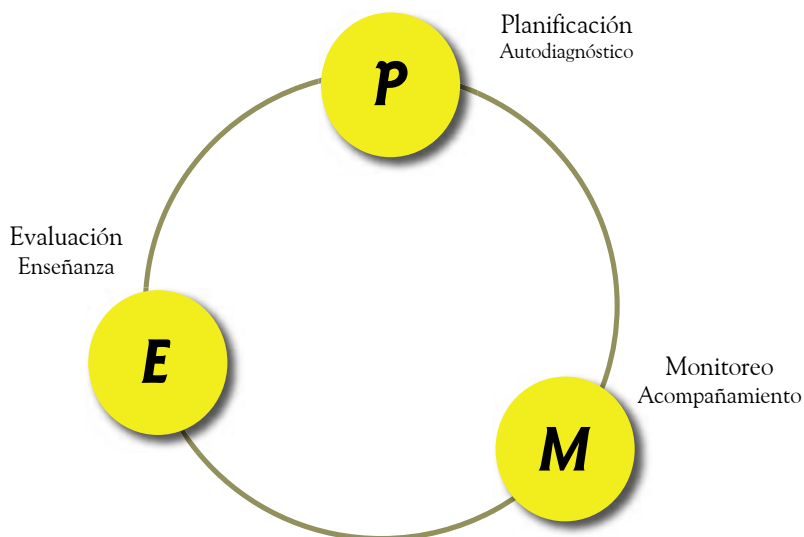 Planificación
Autodiagnóstico
P
Evaluación
Enseñanza
E
Monitoreo
Acompañamiento
M